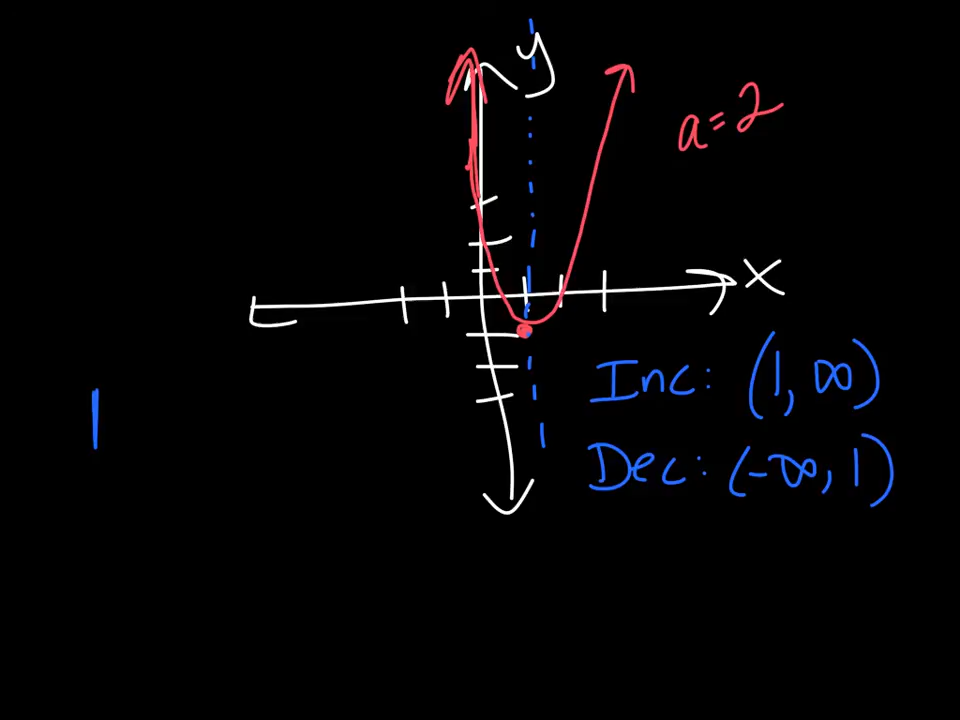 y
a=2
x
Inc: (1, ∞)
Dec: (-∞, 1)